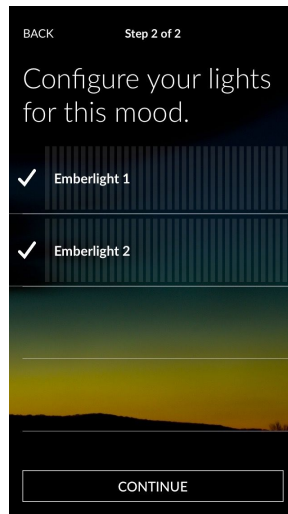 BACK Step 2 of 2
Configure your lights
for this mood.
Emberlight 1
Emberlight 2
CONTINUE